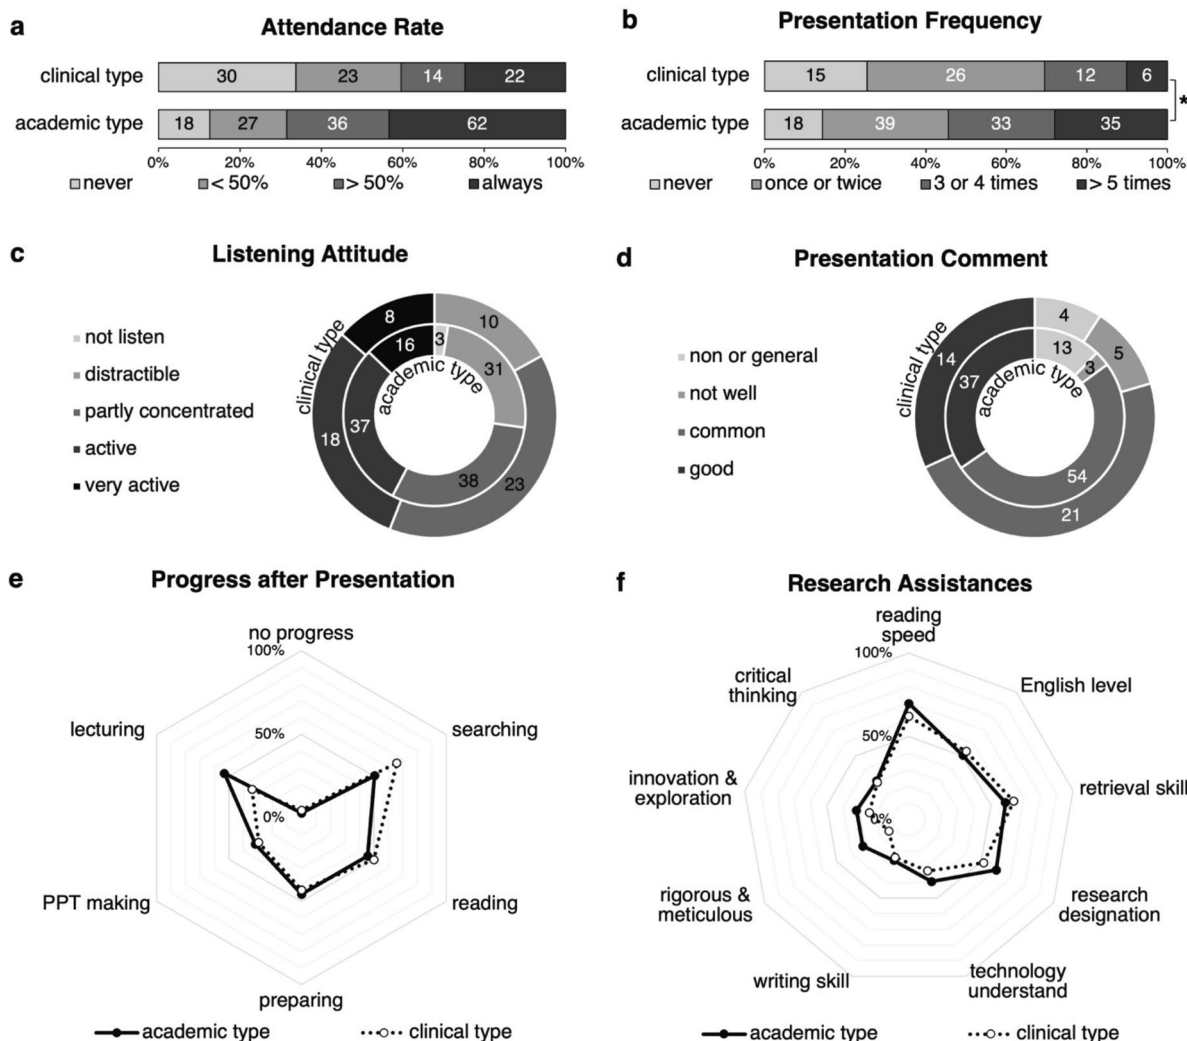 a
Attendance Rate
clinical type
30 23 14 22
academic type
18 27 36 62
0% 20% 40% 60% 80% 100%
never < 50% > 50% always
b
Presentation Frequency
clinical type
15 26 12 6
academic type
18 39 33 35
*
0% 20% 40% 60% 80% 100%
never once or twice 3 or 4 times > 5 times
c
Listening Attitude
not listen
distractible
partly concentrated
active
very active
clinical type
academic type
8 10
16 3 31
37 38
18 23
d
Presentation Comment
non or general
not well
common
good
clinical type
academic type
4
13 5
14 3
37
54
21
e
Progress after Presentation
no progress
100%
lecturing
searching
50%
0%
PPT making
reading
preparing
academic type clinical type
f
Research Assistances
reading
speed
100%
critical
thinking
English level
50%
innovation &
exploration
retrieval skill
0%
rigorous &
meticulous
research
designation
writing skill
technology
understand
academic type clinical type